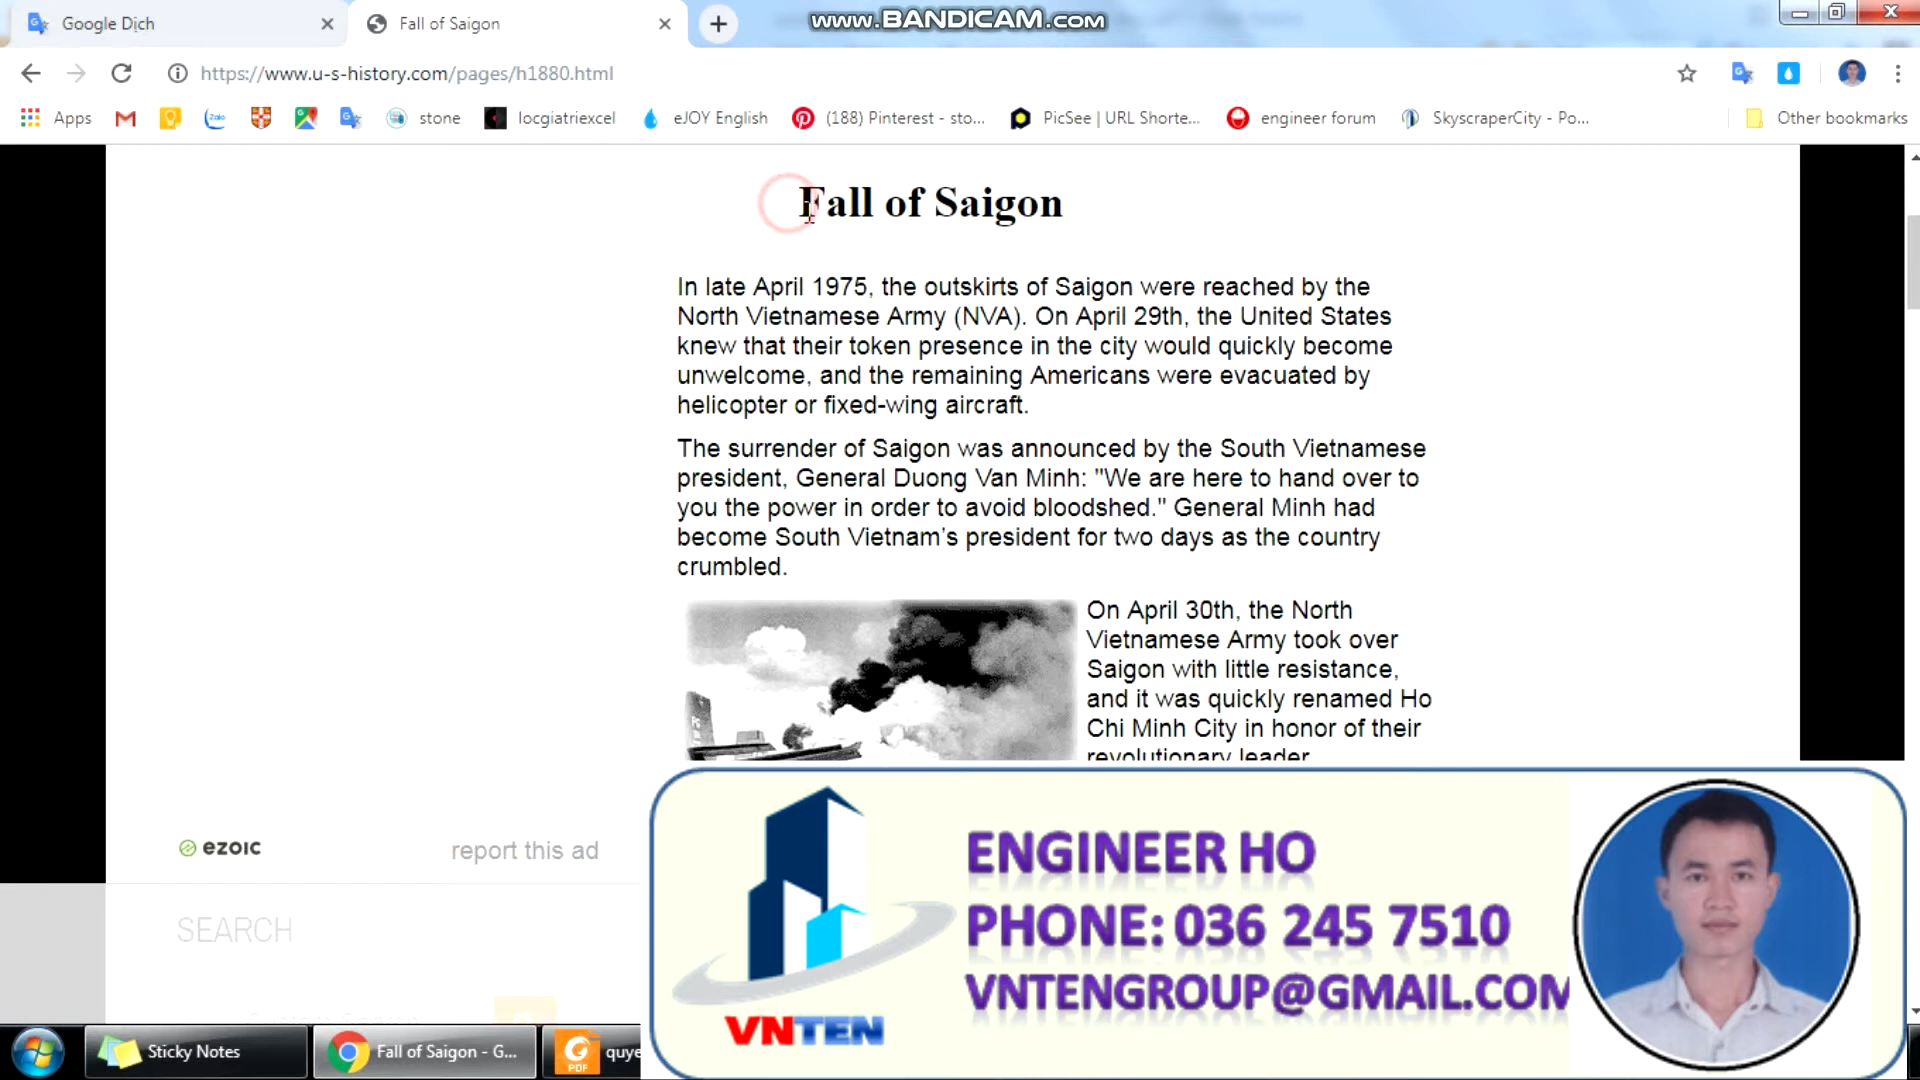 Google Dịch
Fall of Saigon
www.BANDICAM.com
https://www.u-s-history.com/pages/h1880.html
Apps
Zalo
stone
locgiatriexcel
eJOY English
(188) Pinterest - sto...
PicSee | URL Shorte...
engineer forum
SkyscraperCity - Po...
Other bookmarks
Fall of Saigon
In late April 1975, the outskirts of Saigon were reached by the
North Vietnamese Army (NVA). On April 29th, the United States
knew that their token presence in the city would quickly become
unwelcome, and the remaining Americans were evacuated by
helicopter or fixed-wing aircraft.
The surrender of Saigon was announced by the South Vietnamese
president, General Duong Van Minh: "We are here to hand over to
you the power in order to avoid bloodshed." General Minh had
become South Vietnam's president for two days as the country
crumbled.
On April 30th, the North
Vietnamese Army took over
Saigon with little resistance,
and it was quickly renamed Ho
Chi Minh City in honor of their
revolutionary leader
ezoic
report this ad
SEARCH
ENGINEER HO
PHONE: 036 245 7510
VNTENGROUP@GMAIL.COM
VNTEN
Sticky Notes
Fall of Saigon - G...
PDF
quye